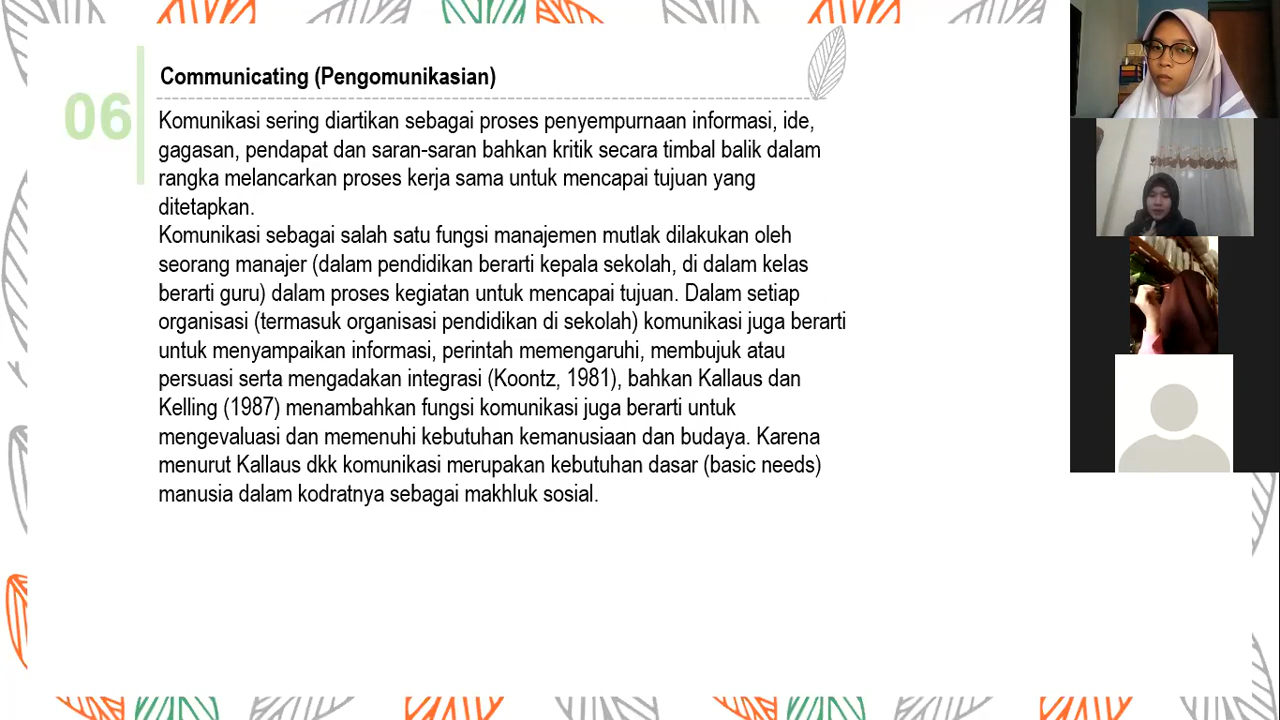 Communicating (Pengomunikasian)
06
Komunikasi sering diartikan sebagai proses penyempurnaan informasi, ide,
gagasan, pendapat dan saran-saran bahkan kritik secara timbal balik dalam
rangka melancarkan proses kerja sama untuk mencapai tujuan yang
ditetapkan.
Komunikasi sebagai salah satu fungsi manajemen mutlak dilakukan oleh
seorang manajer (dalam pendidikan berarti kepala sekolah, di dalam kelas
berarti guru) dalam proses kegiatan untuk mencapai tujuan. Dalam setiap
organisasi (termasuk organisasi pendidikan di sekolah) komunikasi juga berarti
untuk menyampaikan informasi, perintah memengaruhi, membujuk atau
persuasi serta mengadakan integrasi (Koontz, 1981), bahkan Kallaus dan
Kelling (1987) menambahkan fungsi komunikasi juga berarti untuk
mengevaluasi dan memenuhi kebutuhan kemanusiaan dan budaya. Karena
menurut Kallaus dkk komunikasi merupakan kebutuhan dasar (basic needs)
manusia dalam kodratnya sebagai makhluk sosial.